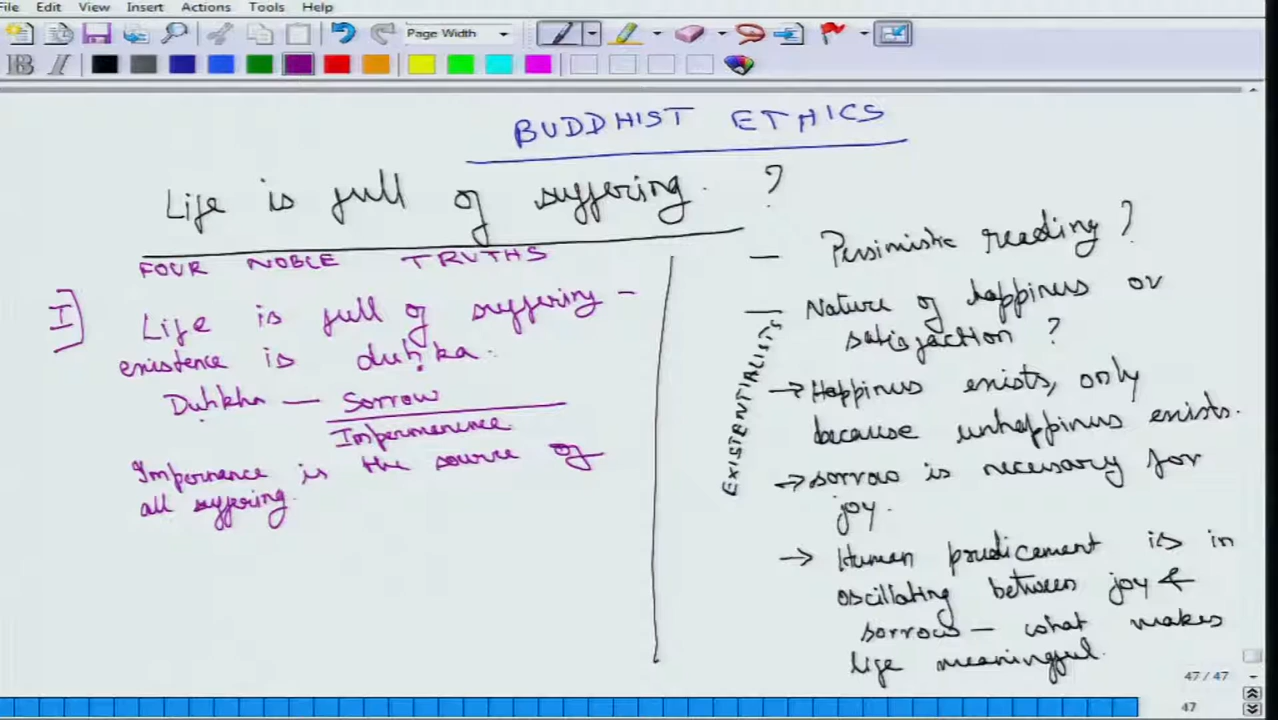 File Edit View Insert Actions Tools Help
Page Width
BUDDHIST ETHICS
Life is full of suffering. ?
FOUR NOBLE TRUTHS
I] Life is full of suffering –
existence is duḥka.
Duḥkha — Sorrow
Impermanence
Impernance is the source of
all suffering.
EXISTENTIALISTS
— Pessimistic reading?
— Nature of happiness or
satisfaction?
→ Happiness exists, only
because unhappiness exists.
→ sorrow is necessary for
joy.
→ Human predicament is in
oscillating between joy &
sorrow — what makes
life meaningful.
47 / 47
47